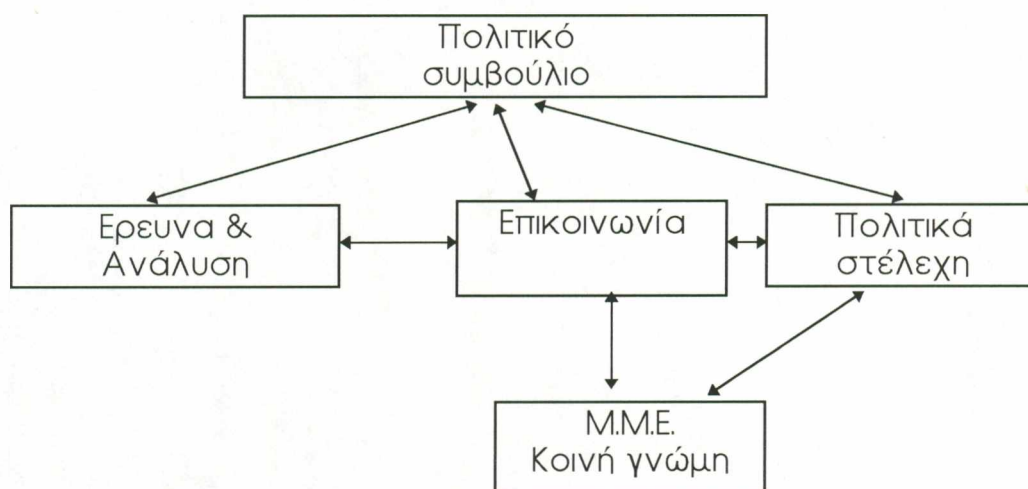 Πολιτικό
συμβούλιο
Ερευνα &
Ανάλυση
Επικοινωνία
Πολιτικά
στέλεχη
Μ.Μ.Ε.
Κοινή γνώμη